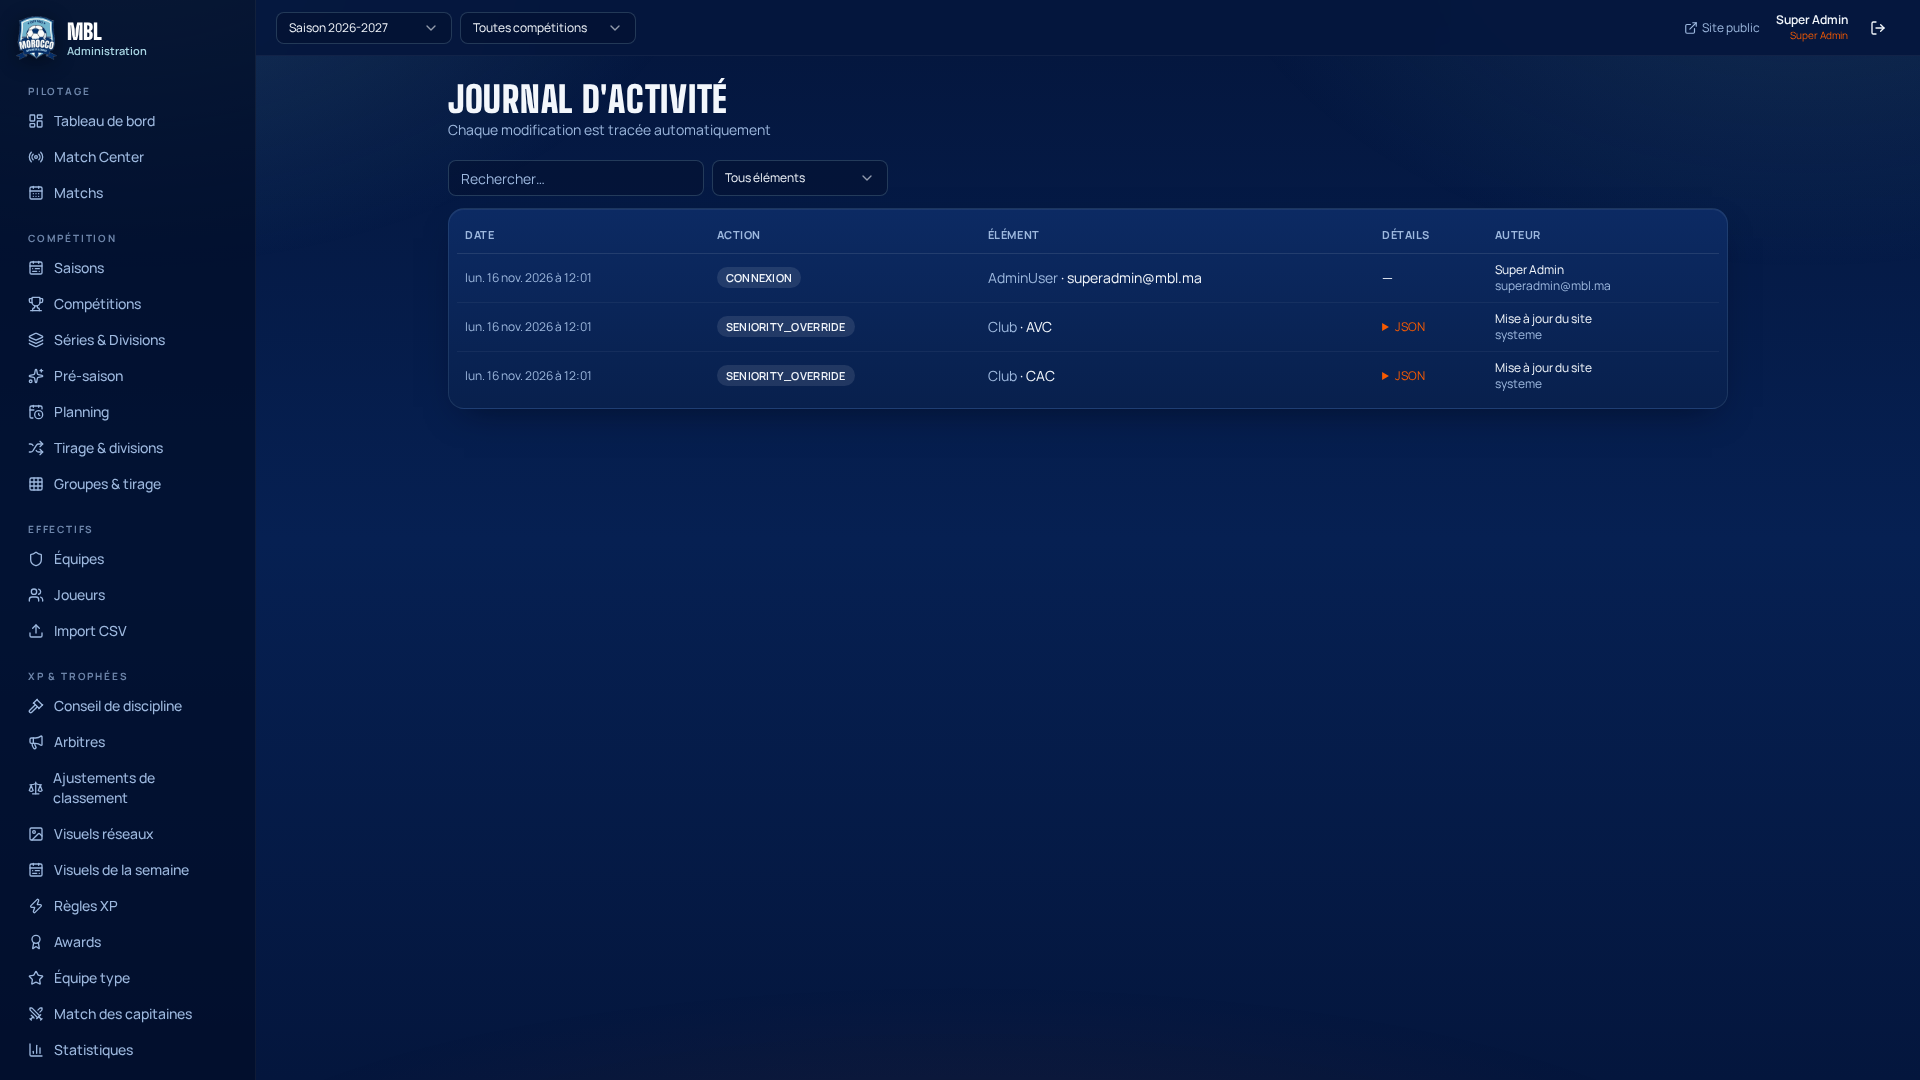 MOROCCO
MBL
Administration
Saison 2026-2027
Toutes compétitions
Site public
Super Admin
Super Admin
PILOTAGE
Tableau de bord
Match Center
Matchs
COMPÉTITION
Saisons
Compétitions
Séries & Divisions
Pré-saison
Planning
Tirage & divisions
Groupes & tirage
EFFECTIFS
Équipes
Joueurs
Import CSV
XP & TROPHÉES
Conseil de discipline
Arbitres
Ajustements de
classement
Visuels réseaux
Visuels de la semaine
Règles XP
Awards
Équipe type
Match des capitaines
Statistiques
JOURNAL D'ACTIVITÉ
Chaque modification est tracée automatiquement
Rechercher…
Tous éléments
DATE ACTION ÉLÉMENT DÉTAILS AUTEUR
lun. 16 nov. 2026 à 12:01 CONNEXION AdminUser · superadmin@mbl.ma — Super Admin
superadmin@mbl.ma
lun. 16 nov. 2026 à 12:01 SENIORITY_OVERRIDE Club · AVC JSON Mise à jour du site
systeme
lun. 16 nov. 2026 à 12:01 SENIORITY_OVERRIDE Club · CAC JSON Mise à jour du site
systeme